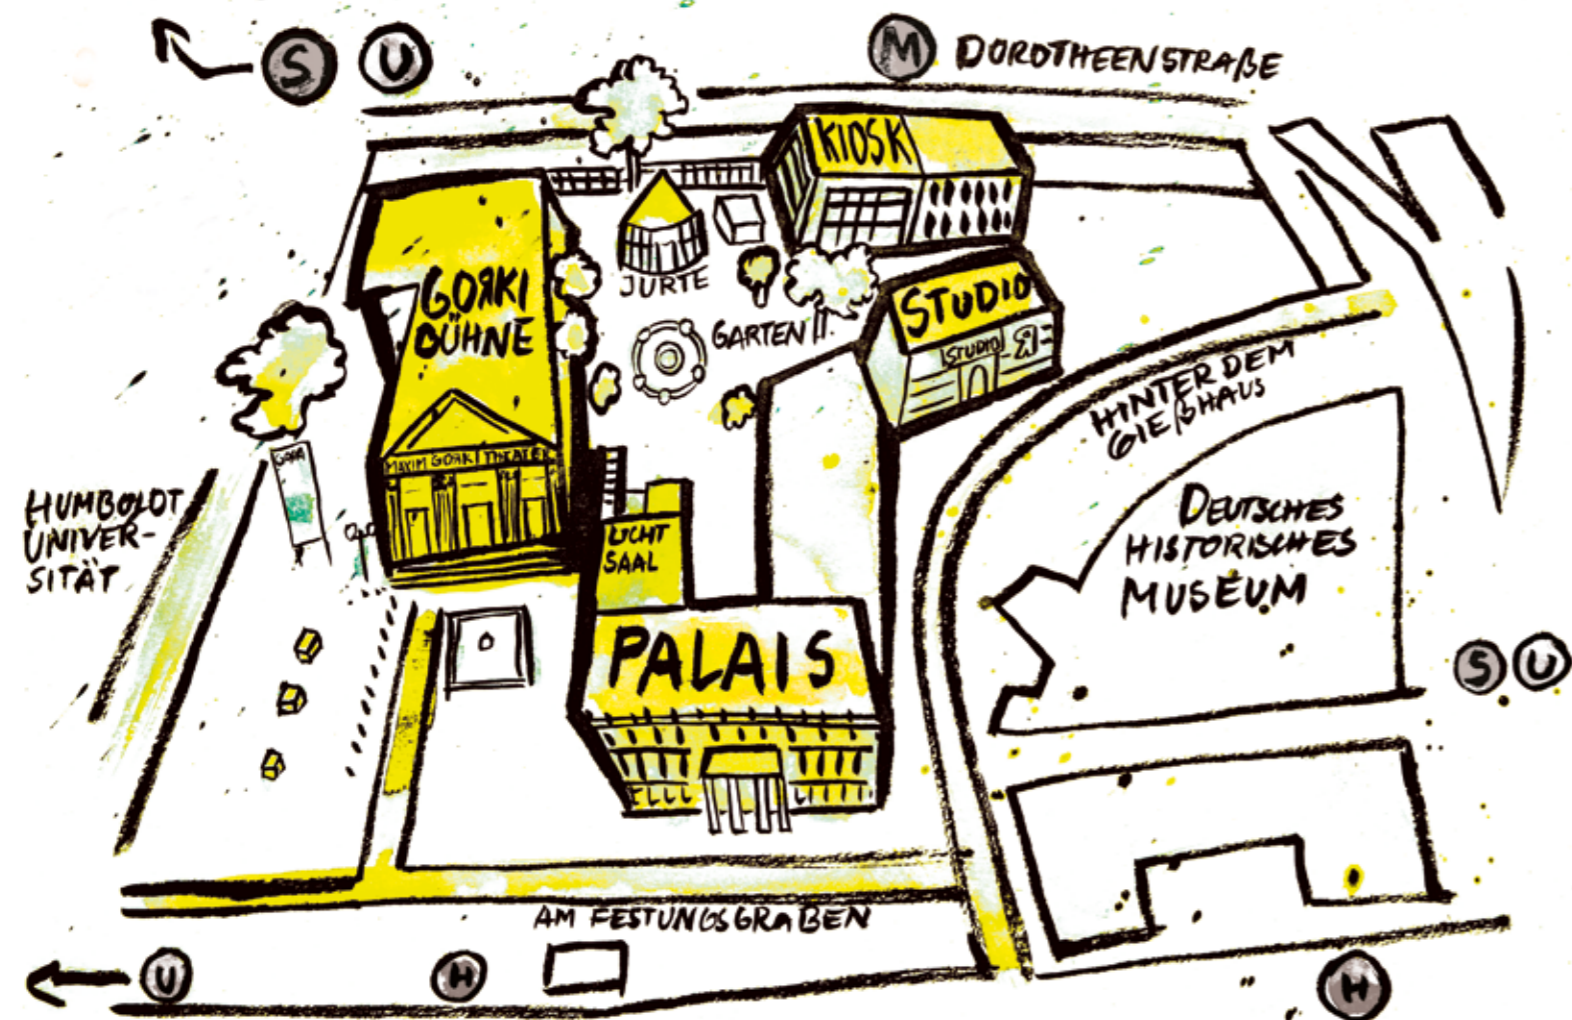 S U
M DOROTHEENSTRAßE
KIOSK
GOЯKI
BÜHNE
JURTE
GARTEN
STUDIO
STUDIO
Я
HINTER DEM
GIEßHAUS
MAXIM GORKI THEATER
HUMBOLDT
UNIVER-
SITÄT
LICHT
SAAL
DEUTSCHES
HISTORISCHES
MUSEUM
PALAIS
S U
AM FESTUNGSGRABEN
U
H
H